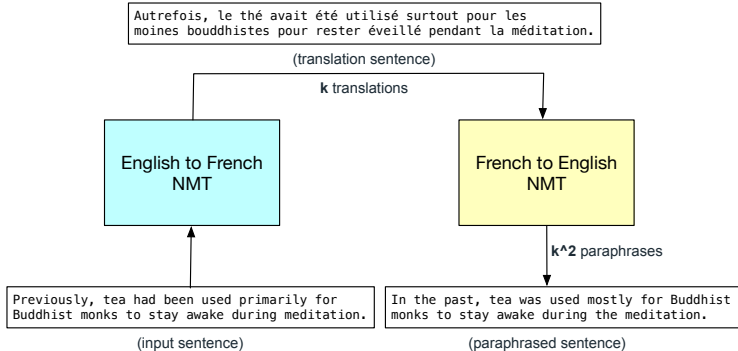 Autrefois, le thé avait été utilisé surtout pour les
moines bouddhistes pour rester éveillé pendant la méditation.
(translation sentence)
k translations
English to French
NMT
French to English
NMT
k^2 paraphrases
Previously, tea had been used primarily for
Buddhist monks to stay awake during meditation.
(input sentence)
In the past, tea was used mostly for Buddhist
monks to stay awake during the meditation.
(paraphrased sentence)